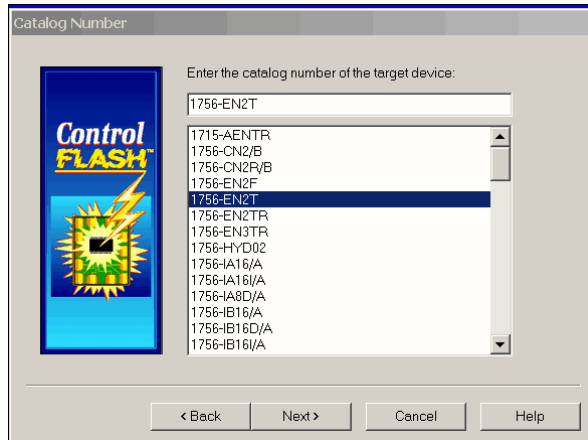 Catalog Number
Enter the catalog number of the target device:
1756-EN2T
Control
FLASH™
1715-AENTR
1756-CN2/B
1756-CN2R/B
1756-EN2F
1756-EN2T
1756-EN2TR
1756-EN3TR
1756-HYD02
1756-IA16/A
1756-IA16I/A
1756-IA8D/A
1756-IB16/A
1756-IB16D/A
1756-IB16I/A
< Back
Next >
Cancel
Help